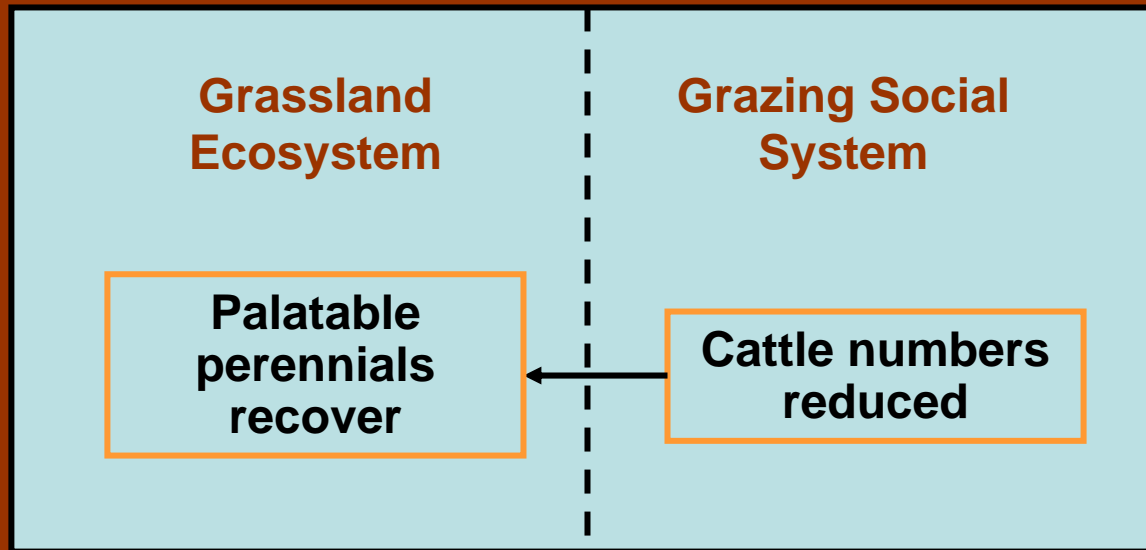 Grassland
Ecosystem
Grazing Social
System
Palatable
perennials
recover
Cattle numbers
reduced